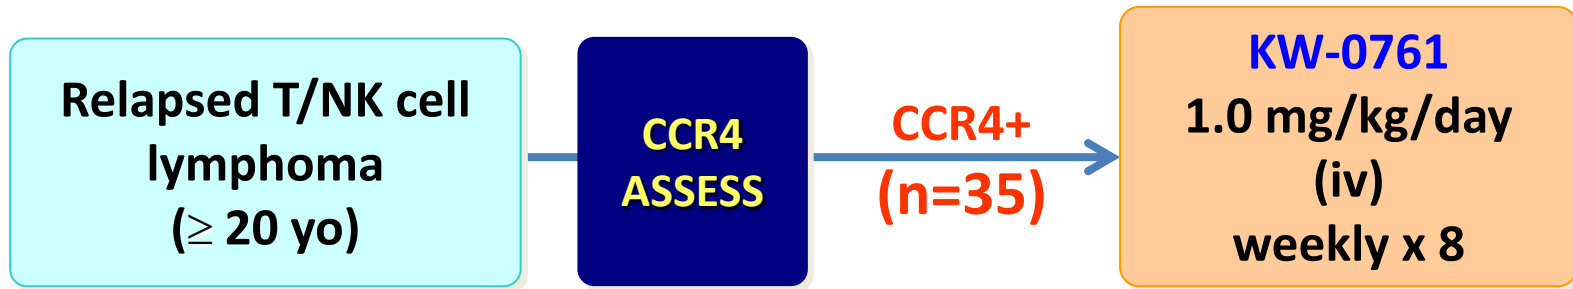 Relapsed T/NK cell
lymphoma
(≥ 20 yo)
CCR4
ASSESS
CCR4+
(n=35)
KW-0761
1.0 mg/kg/day
(iv)
weekly x 8